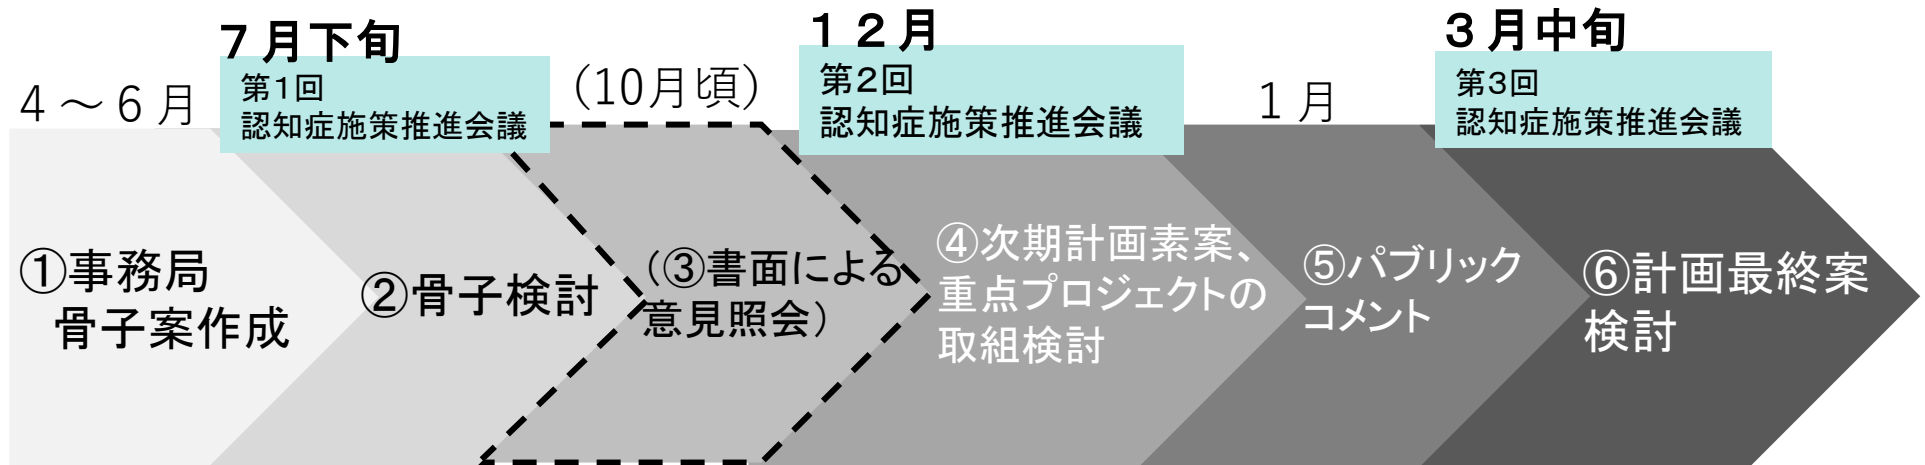 4～6月
7月下旬
第1回
認知症施策推進会議
(10月頃)
１２月
第2回
認知症施策推進会議
1月
3月中旬
第3回
認知症施策推進会議
①事務局
骨子案作成
②骨子検討
(③書面による
意見照会)
④次期計画素案、
重点プロジェクトの
取組検討
⑤パブリック
コメント
⑥計画最終案
検討